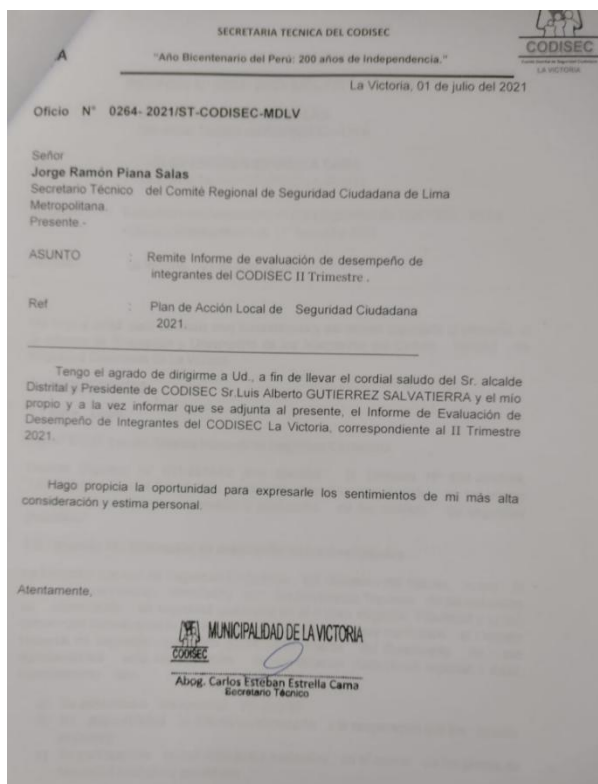 SECRETARIA TECNICA DEL CODISEC
A
"Año Bicentenario del Perú: 200 años de Independencia."
CODISEC
LA VICTORIA
La Victoria, 01 de julio del 2021
Oficio N° 0264- 2021/ST-CODISEC-MDLV
Señor
Jorge Ramón Piana Salas
Secretario Técnico del Comité Regional de Seguridad Ciudadana de Lima
Metropolitana.
Presente.-
ASUNTO : Remite Informe de evaluación de desempeño de
integrantes del CODISEC II Trimestre .
Ref : Plan de Acción Local de Seguridad Ciudadana
2021.
Tengo el agrado de dirigirme a Ud., a fin de llevar el cordial saludo del Sr. alcalde
Distrital y Presidente de CODISEC Sr.Luis Alberto GUTIERREZ SALVATIERRA y el mío
propio y a la vez informar que se adjunta al presente, el Informe de Evaluación de
Desempeño de Integrantes del CODISEC La Victoria, correspondiente al II Trimestre
2021.
Hago propicia la oportunidad para expresarle los sentimientos de mi más alta
consideración y estima personal.
Atentamente,
MUNICIPALIDAD DE LA VICTORIA
CODISEC
Abog. Carlos Esteban Estrella Cama
Secretario Técnico